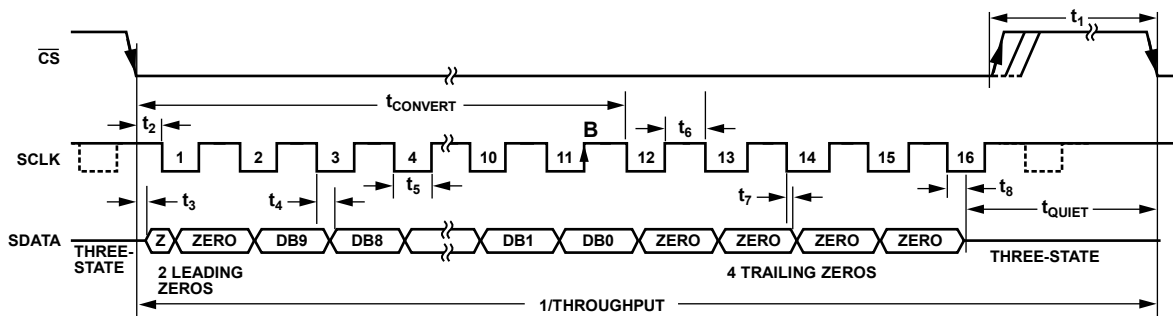 t1
CS
tCONVERT
t2
B
t6
SCLK
1
2
3
4
10
11
12
13
14
15
16
t3
t4
t5
t7
t8
tQUIET
SDATA
Z
ZERO
DB9
DB8
DB1
DB0
ZERO
ZERO
ZERO
ZERO
THREE-
STATE
2 LEADING
ZEROS
4 TRAILING ZEROS
THREE-STATE
1/THROUGHPUT